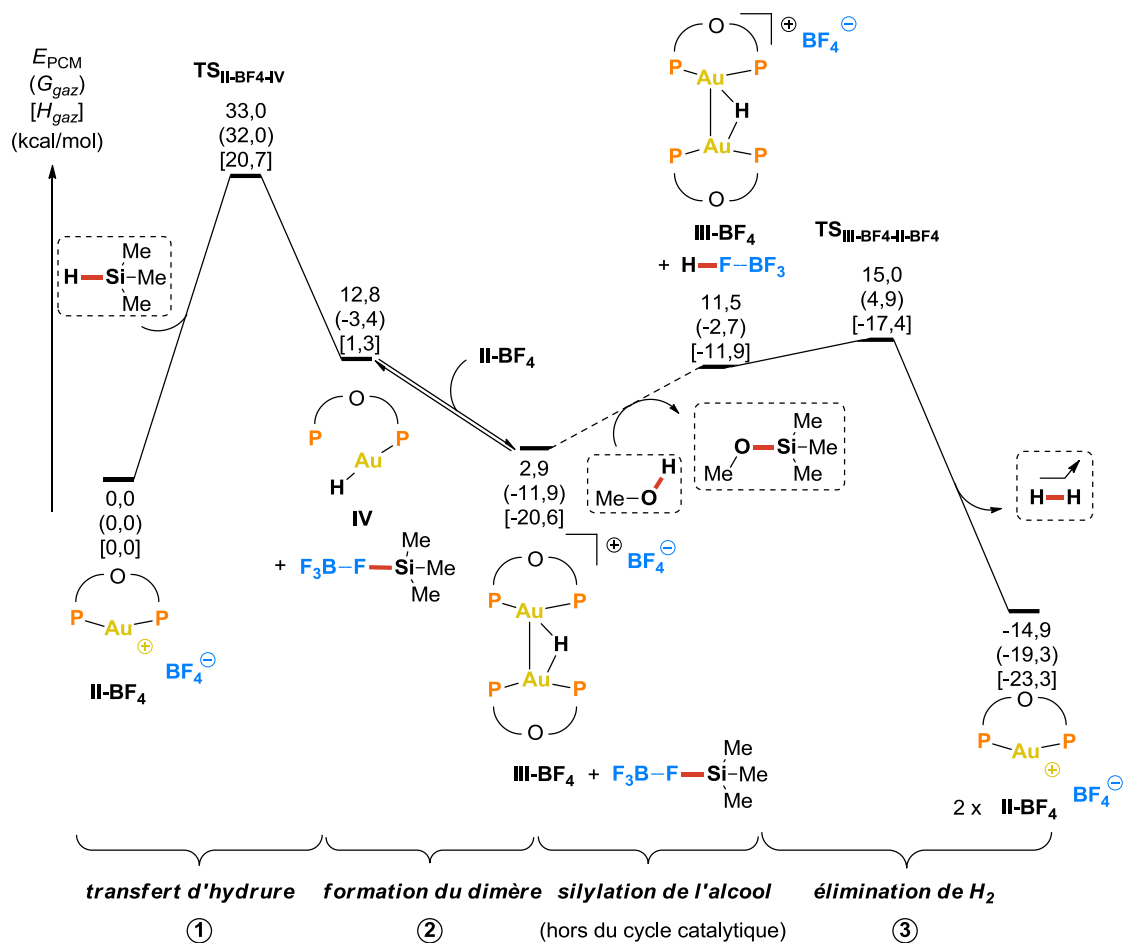 E_PCM
(G_gaz)
[H_gaz]
(kcal/mol)
TS_II-BF4-IV
33,0
(32,0)
[20,7]
H Si Me Me Me
12,8
(-3,4)
[1,3]
O
P P
Au
H
IV
+ F3B F Si Me Me Me
0,0
(0,0)
[0,0]
O
P P
Au
⊕
BF4 ⊖
II-BF4
II-BF4
2,9
(-11,9)
[-20,6]
⊕ BF4 ⊖
O
P P
Au
H
Au
P P
O
III-BF4 + F3B F Si Me Me Me
Me O H
Me O Si Me Me Me
O ⊕ BF4 ⊖
P P
Au
H
Au
P P
O
III-BF4
+ H F BF3
11,5
(-2,7)
[-11,9]
TS_III-BF4-II-BF4
15,0
(4,9)
[-17,4]
H H
-14,9
(-19,3)
[-23,3]
O
P P
Au
⊕
BF4 ⊖
2 x II-BF4
transfert d'hydrure
①
formation du dimère
②
silylation de l'alcool
(hors du cycle catalytique)
élimination de H2
③